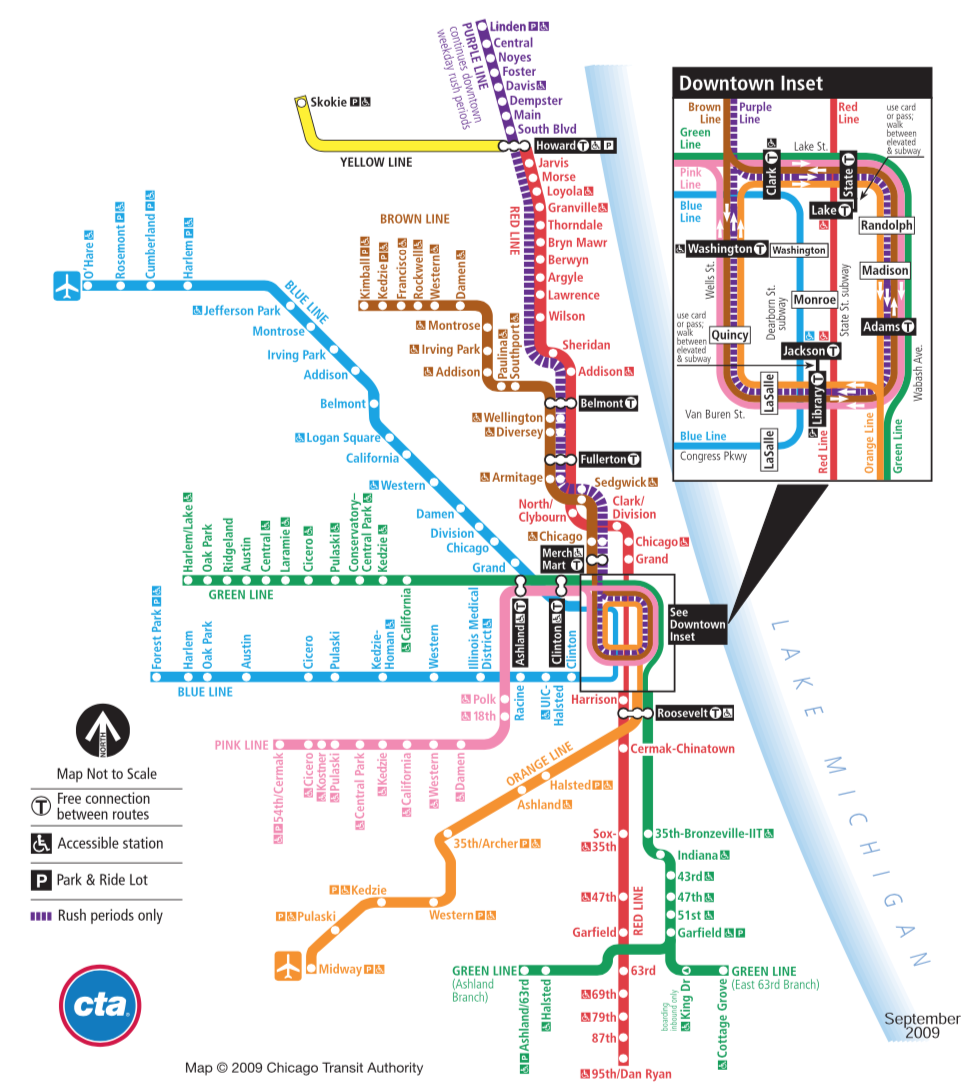 Linden P
Central
Noyes
Foster
Davis
Dempster
Main
South Blvd
PURPLE LINE
continues downtown
weekday rush periods
Skokie P
YELLOW LINE
Howard T P
Jarvis
Morse
Loyola
Granville
Thorndale
Bryn Mawr
Berwyn
Argyle
Lawrence
Wilson
Sheridan
Addison
RED LINE
Belmont T
Fullerton T
BROWN LINE
Kimball P
Kedzie P
Francisco
Rockwell
Western
Damen
Montrose
Irving Park
Addison
Paulina
Southport
Wellington
Diversey
Armitage
Sedgwick
Chicago
Merch
Mart T
North/
Clybourn
Clark/
Division
Chicago
Grand
O'Hare
Rosemont P
Cumberland P
Harlem P
BLUE LINE
Jefferson Park
Montrose
Irving Park
Addison
Belmont
Logan Square
California
Western
Damen
Division
Chicago
Grand
Harlem/Lake
Oak Park
Ridgeland
Austin
Central
Laramie
Cicero
Pulaski
Conservatory–
Central Park
Kedzie
California
GREEN LINE
Ashland T
Clinton T
Forest Park P
Harlem
Oak Park
Austin
Cicero
Pulaski
Kedzie-
Homan
Western
Illinois Medical
District
Racine
UIC-
Halsted
Clinton
BLUE LINE
See
Downtown
Inset
Polk
18th
PINK LINE
P 54th/Cermak
Cicero
Kostner
Pulaski
Central Park
Kedzie
California
Western
Damen
Harrison
Roosevelt T
Cermak-Chinatown
ORANGE LINE
Halsted P
Ashland
35th/Archer P
Western P
P Kedzie
P Pulaski
Midway P
Sox-
35th
47th
Garfield
63rd
69th
79th
87th
95th/Dan Ryan
RED LINE
35th-Bronzeville-IIT
Indiana
43rd
47th
51st
Garfield P
GREEN LINE
(Ashland
Branch)
P Ashland/63rd
Halsted
boarding
inbound only
King Dr
Cottage Grove
GREEN LINE
(East 63rd Branch)
LAKE MICHIGAN
Downtown Inset
Brown
Line
Purple
Line
Red
Line
use card
or pass;
walk
between
elevated
& subway
Green
Line
Lake St.
Pink
Line
Blue
Line
Clark T
State T
Lake T
Randolph
Washington T
Washington
Madison
Wells St.
Dearborn St.
subway
Monroe
State St. subway
use card
or pass;
walk
between
elevated
& subway
Quincy
Adams T
Jackson T
Library T
LaSalle
Wabash Ave.
Van Buren St.
Blue Line
Congress Pkwy
LaSalle
Red Line
Orange Line
Green Line
NORTH
Map Not to Scale
T Free connection
between routes
Accessible station
P Park & Ride Lot
Rush periods only
cta
Map © 2009 Chicago Transit Authority
September
2009